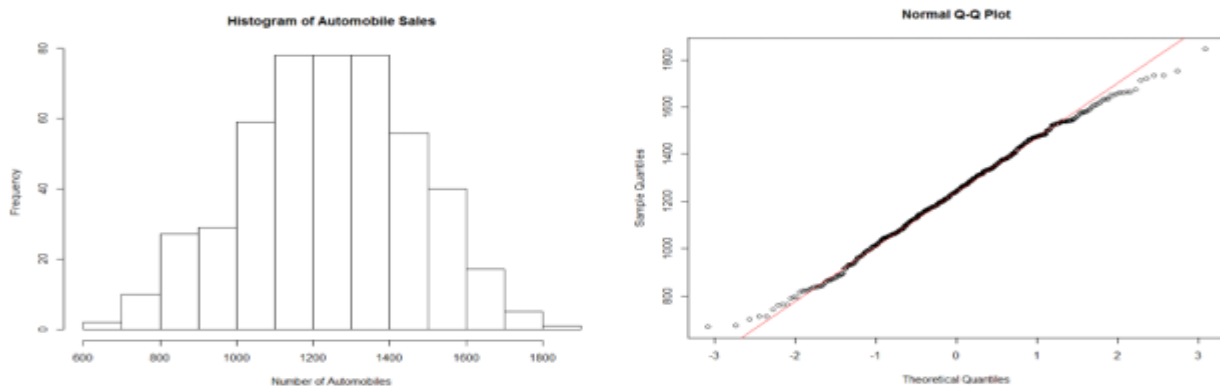 Histogram of Automobile Sales
Frequency
80
60
40
20
0
600 800 1000 1200 1400 1600 1800
Number of Automobiles
Normal Q-Q Plot
Sample Quantiles
1800
1600
1400
1200
1000
800
-3 -2 -1 0 1 2 3
Theoretical Quantiles